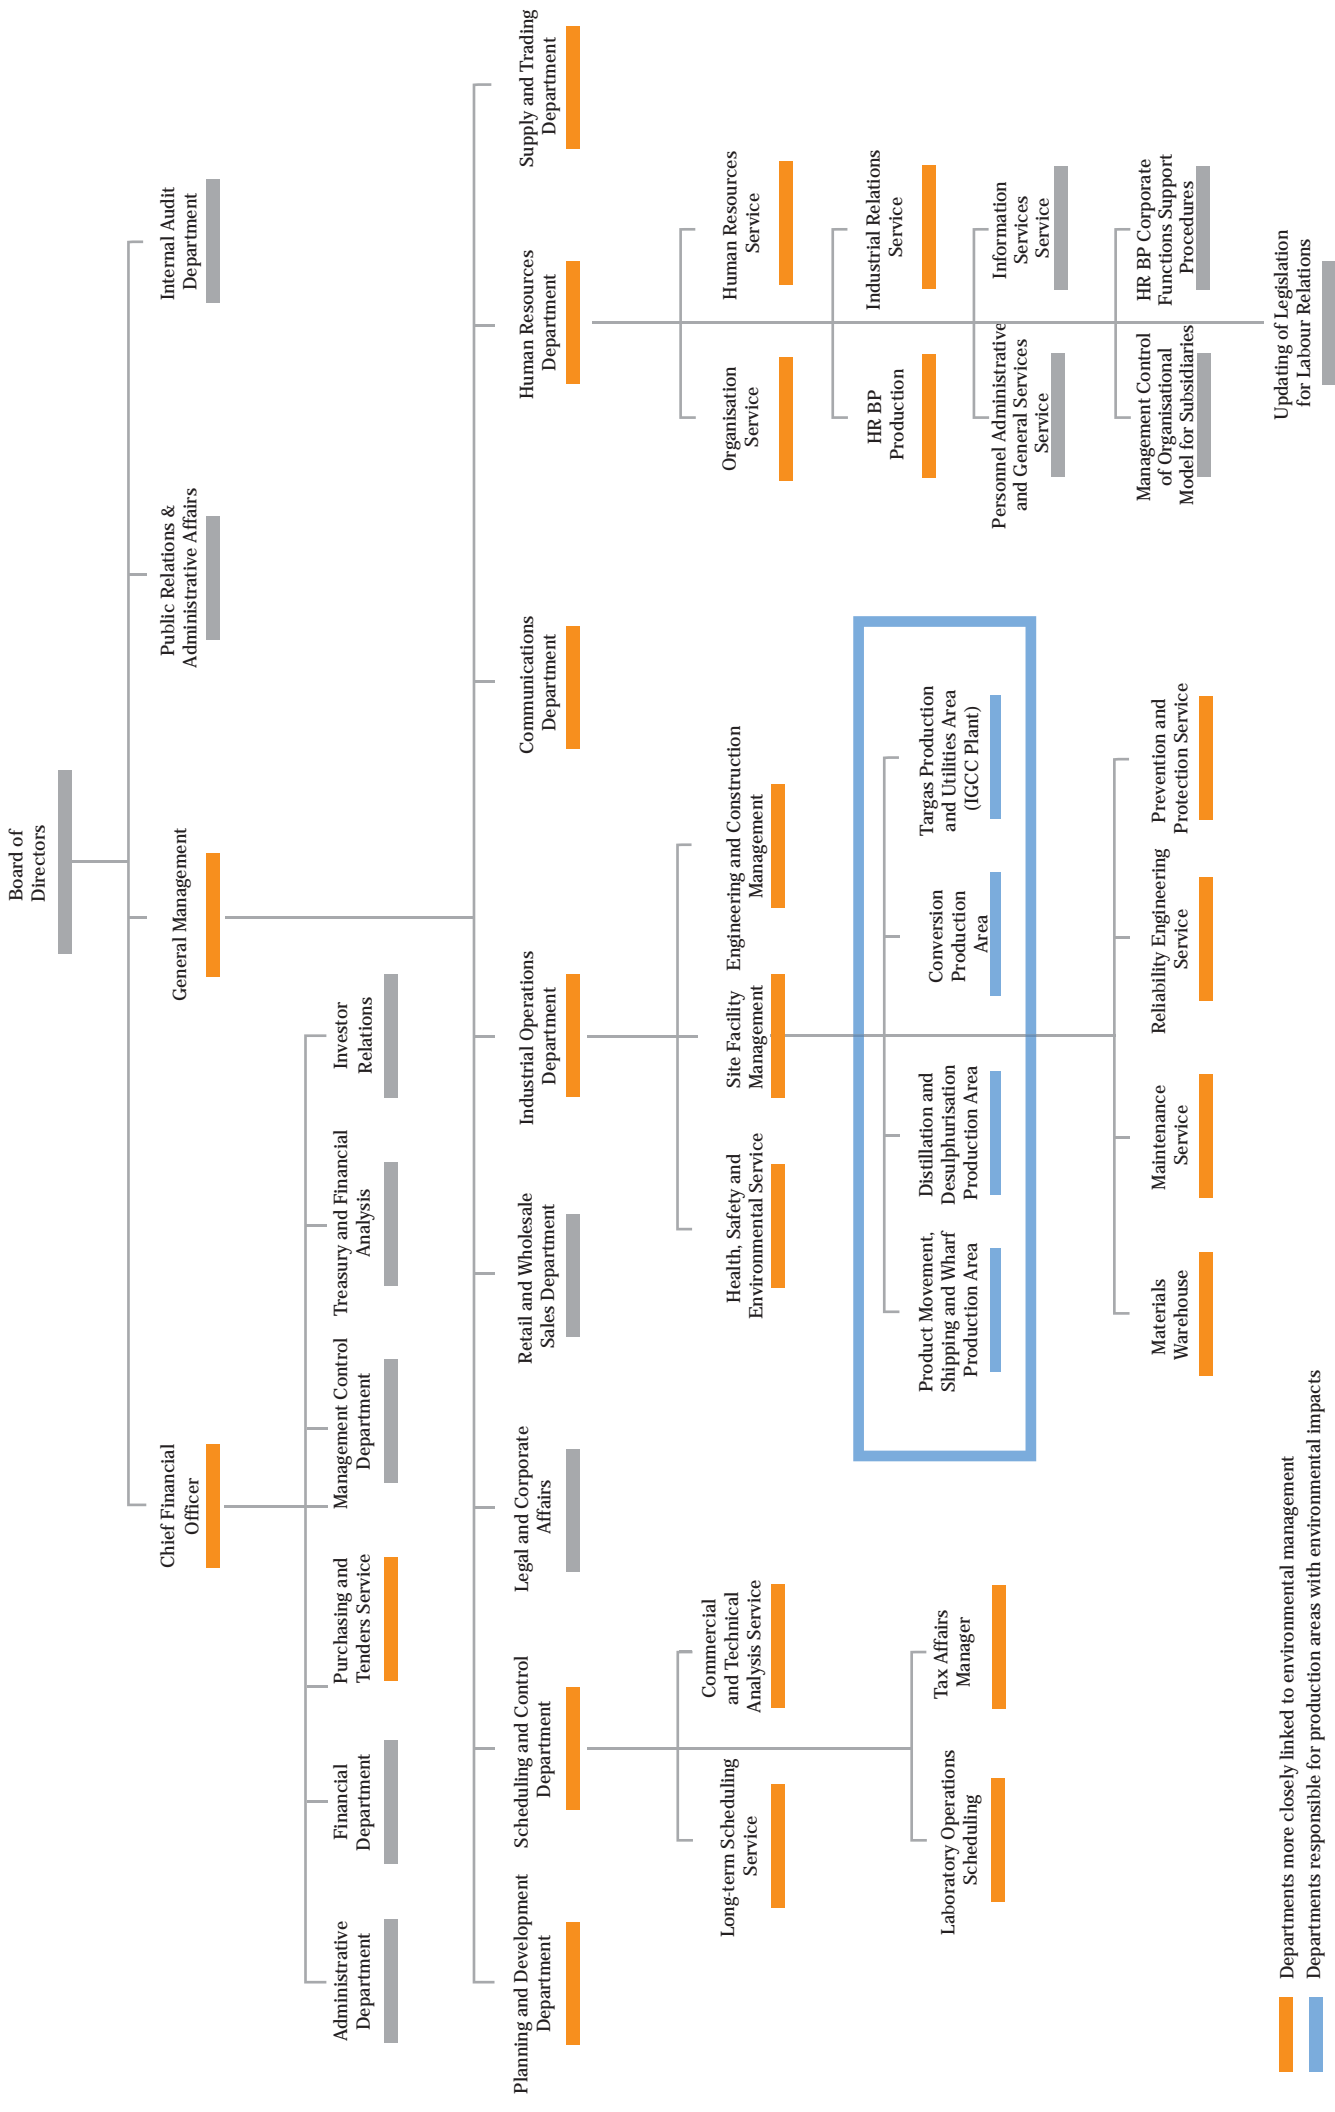 Board of
Directors
Chief Financial
Officer
General Management
Public Relations &
Administrative Affairs
Internal Audit
Department
Administrative
Department
Financial
Department
Purchasing and
Tenders Service
Management Control
Department
Treasury and Financial
Analysis
Investor
Relations
Planning and Development
Department
Scheduling and Control
Department
Legal and Corporate
Affairs
Retail and Wholesale
Sales Department
Industrial Operations
Department
Communications
Department
Human Resources
Department
Supply and Trading
Department
Long-term Scheduling
Service
Commercial
and Technical
Analysis Service
Laboratory Operations
Scheduling
Tax Affairs
Manager
Health, Safety and
Environmental Service
Site Facility
Management
Engineering and Construction
Management
Product Movement,
Shipping and Wharf
Production Area
Distillation and
Desulphurisation
Production Area
Conversion
Production
Area
Targas Production
and Utilities Area
(IGCC Plant)
Materials
Warehouse
Maintenance
Service
Reliability Engineering
Service
Prevention and
Protection Service
Organisation
Service
Human Resources
Service
HR BP
Production
Industrial Relations
Service
Personnel Administrative
and General Services
Service
Information
Services
Service
Management Control
of Organisational
Model for Subsidiaries
HR BP Corporate
Functions Support
Procedures
Updating of Legislation
for Labour Relations
Departments more closely linked to environmental management
Departments responsible for production areas with environmental impacts